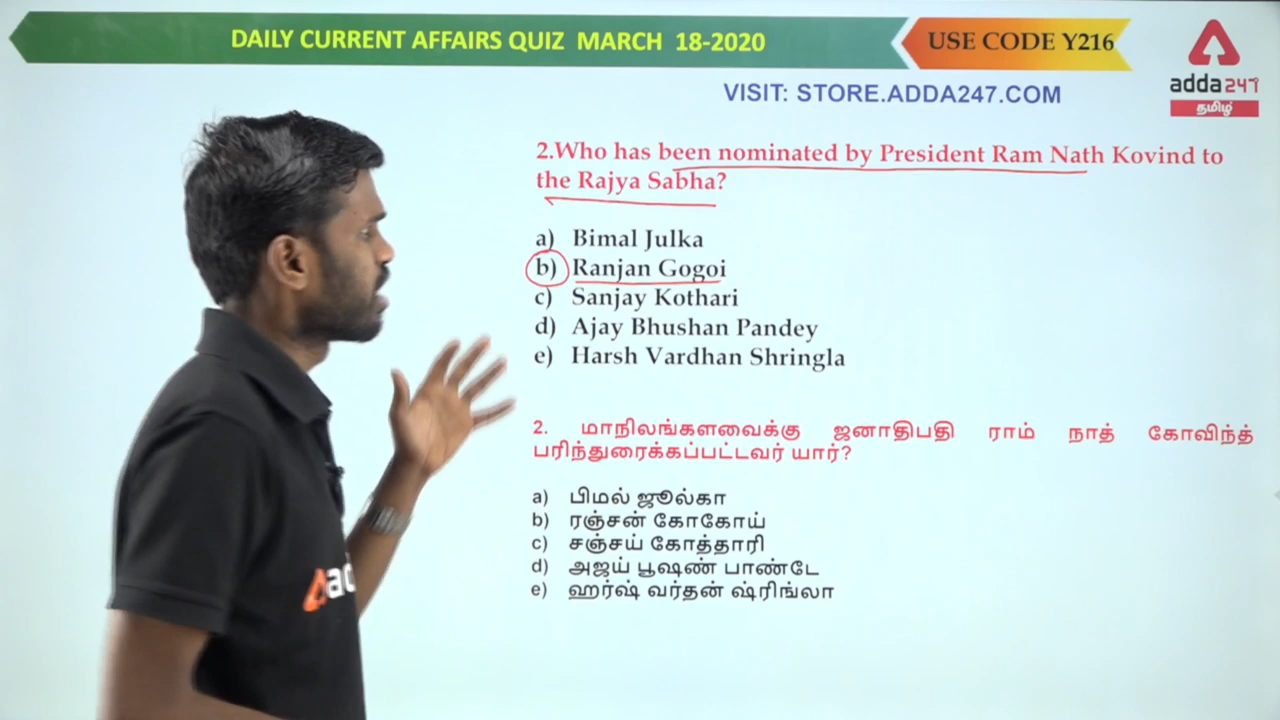 DAILY CURRENT AFFAIRS QUIZ MARCH 18-2020
USE CODE Y216
adda247
தமிழ்
VISIT: STORE.ADDA247.COM
2.Who has been nominated by President Ram Nath Kovind to
the Rajya Sabha?
a) Bimal Julka
b) Ranjan Gogoi
c) Sanjay Kothari
d) Ajay Bhushan Pandey
e) Harsh Vardhan Shringla
2. மாநிலங்களவைக்கு ஜனாதிபதி ராம் நாத் கோவிந்த்
பரிந்துரைக்கப்பட்டவர் யார்?
a) பிமல் ஜூல்கா
b) ரஞ்சன் கோகோய்
c) சஞ்சய் கோத்தாரி
d) அஜய் பூஷண் பாண்டே
e) ஹர்ஷ் வர்தன் ஷ்ரிங்லா